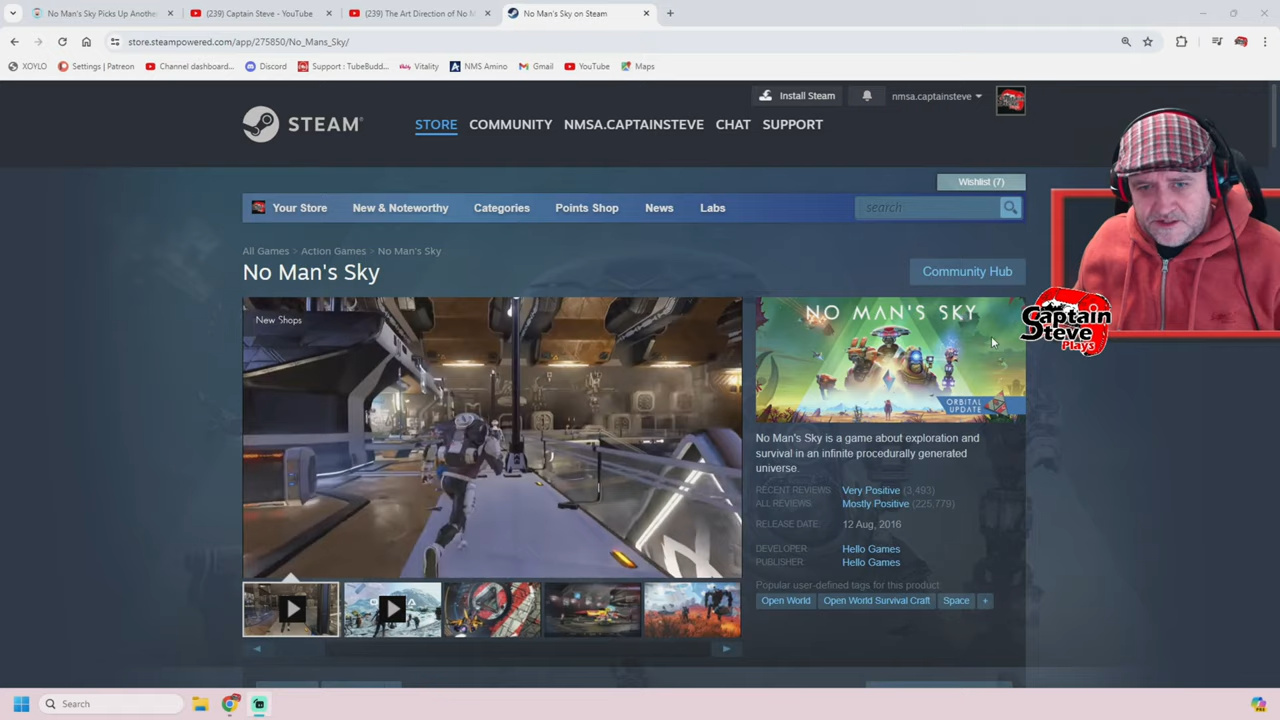 No Man's Sky Picks Up Anothe
(239) Captain Steve - YouTube
(239) The Art Direction of No M
No Man's Sky on Steam
store.steampowered.com/app/275850/No_Mans_Sky/
XOYLO
Settings | Patreon
Channel dashboard...
Discord
Support : TubeBudd...
Vitality
NMS Amino
Gmail
YouTube
Maps
Install Steam
nmsa.captainsteve
STEAM
STORE COMMUNITY NMSA.CAPTAINSTEVE CHAT SUPPORT
Wishlist (7)
Your Store New & Noteworthy Categories Points Shop News Labs
search
All Games > Action Games > No Man's Sky
No Man's Sky
Community Hub
New Shops
NO MAN'S SKY
ORBITAL
UPDATE
Captain
Steve
Plays
No Man's Sky is a game about exploration and
survival in an infinite procedurally generated
universe.
RECENT REVIEWS: Very Positive (3,493)
ALL REVIEWS: Mostly Positive (225,779)
RELEASE DATE: 12 Aug, 2016
DEVELOPER: Hello Games
PUBLISHER: Hello Games
Popular user-defined tags for this product:
Open World Open World Survival Craft Space +
Search